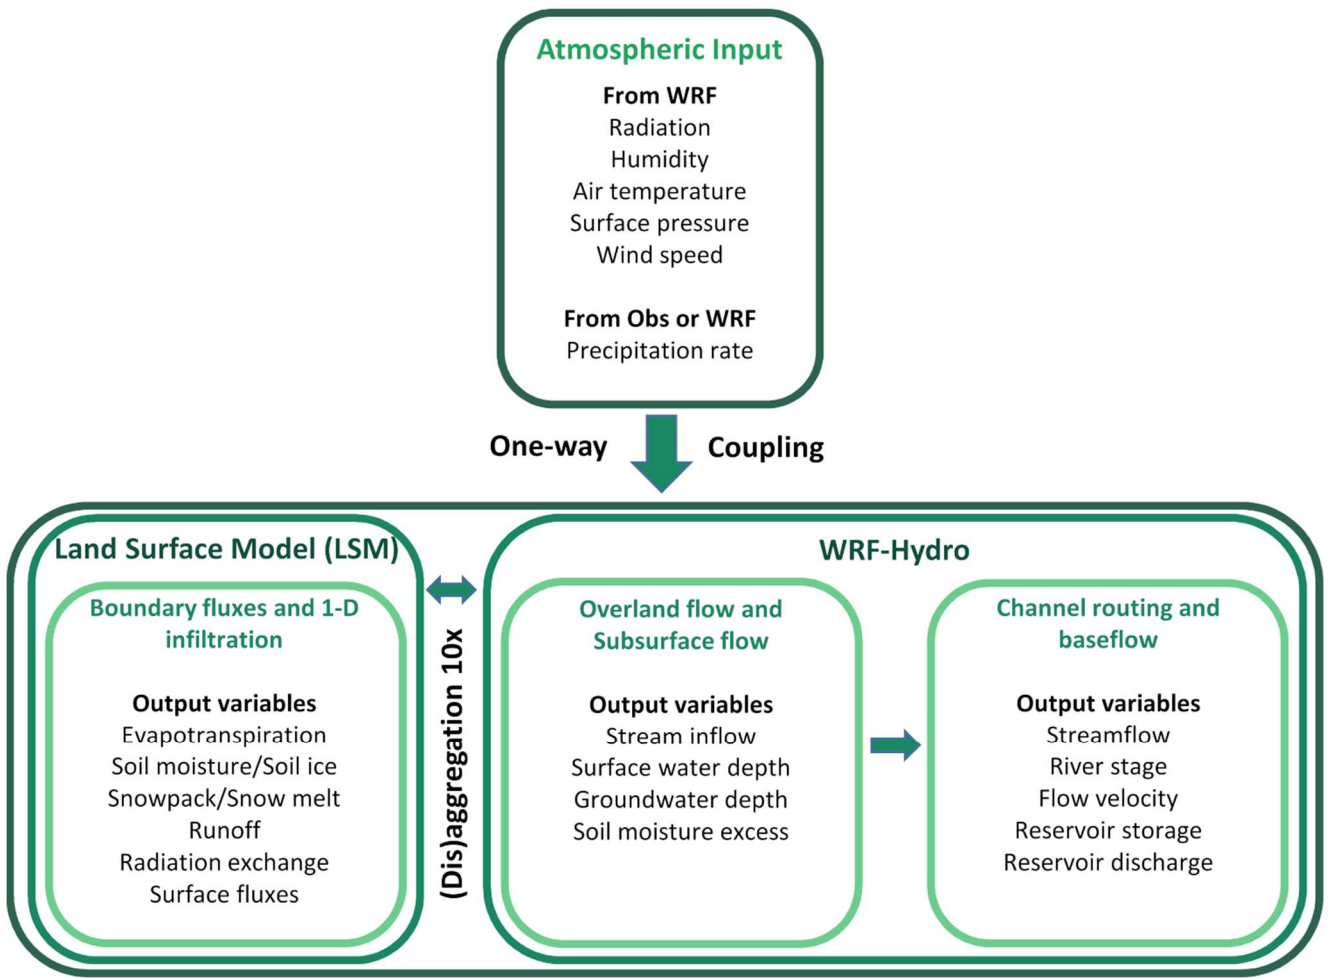 Atmospheric Input
From WRF
Radiation
Humidity
Air temperature
Surface pressure
Wind speed
From Obs or WRF
Precipitation rate
One-way
Coupling
Land Surface Model (LSM)
Boundary fluxes and 1-D
infiltration
Output variables
Evapotranspiration
Soil moisture/Soil ice
Snowpack/Snow melt
Runoff
Radiation exchange
Surface fluxes
(Dis)aggregation 10x
WRF-Hydro
Overland flow and
Subsurface flow
Output variables
Stream inflow
Surface water depth
Groundwater depth
Soil moisture excess
Channel routing and
baseflow
Output variables
Streamflow
River stage
Flow velocity
Reservoir storage
Reservoir discharge